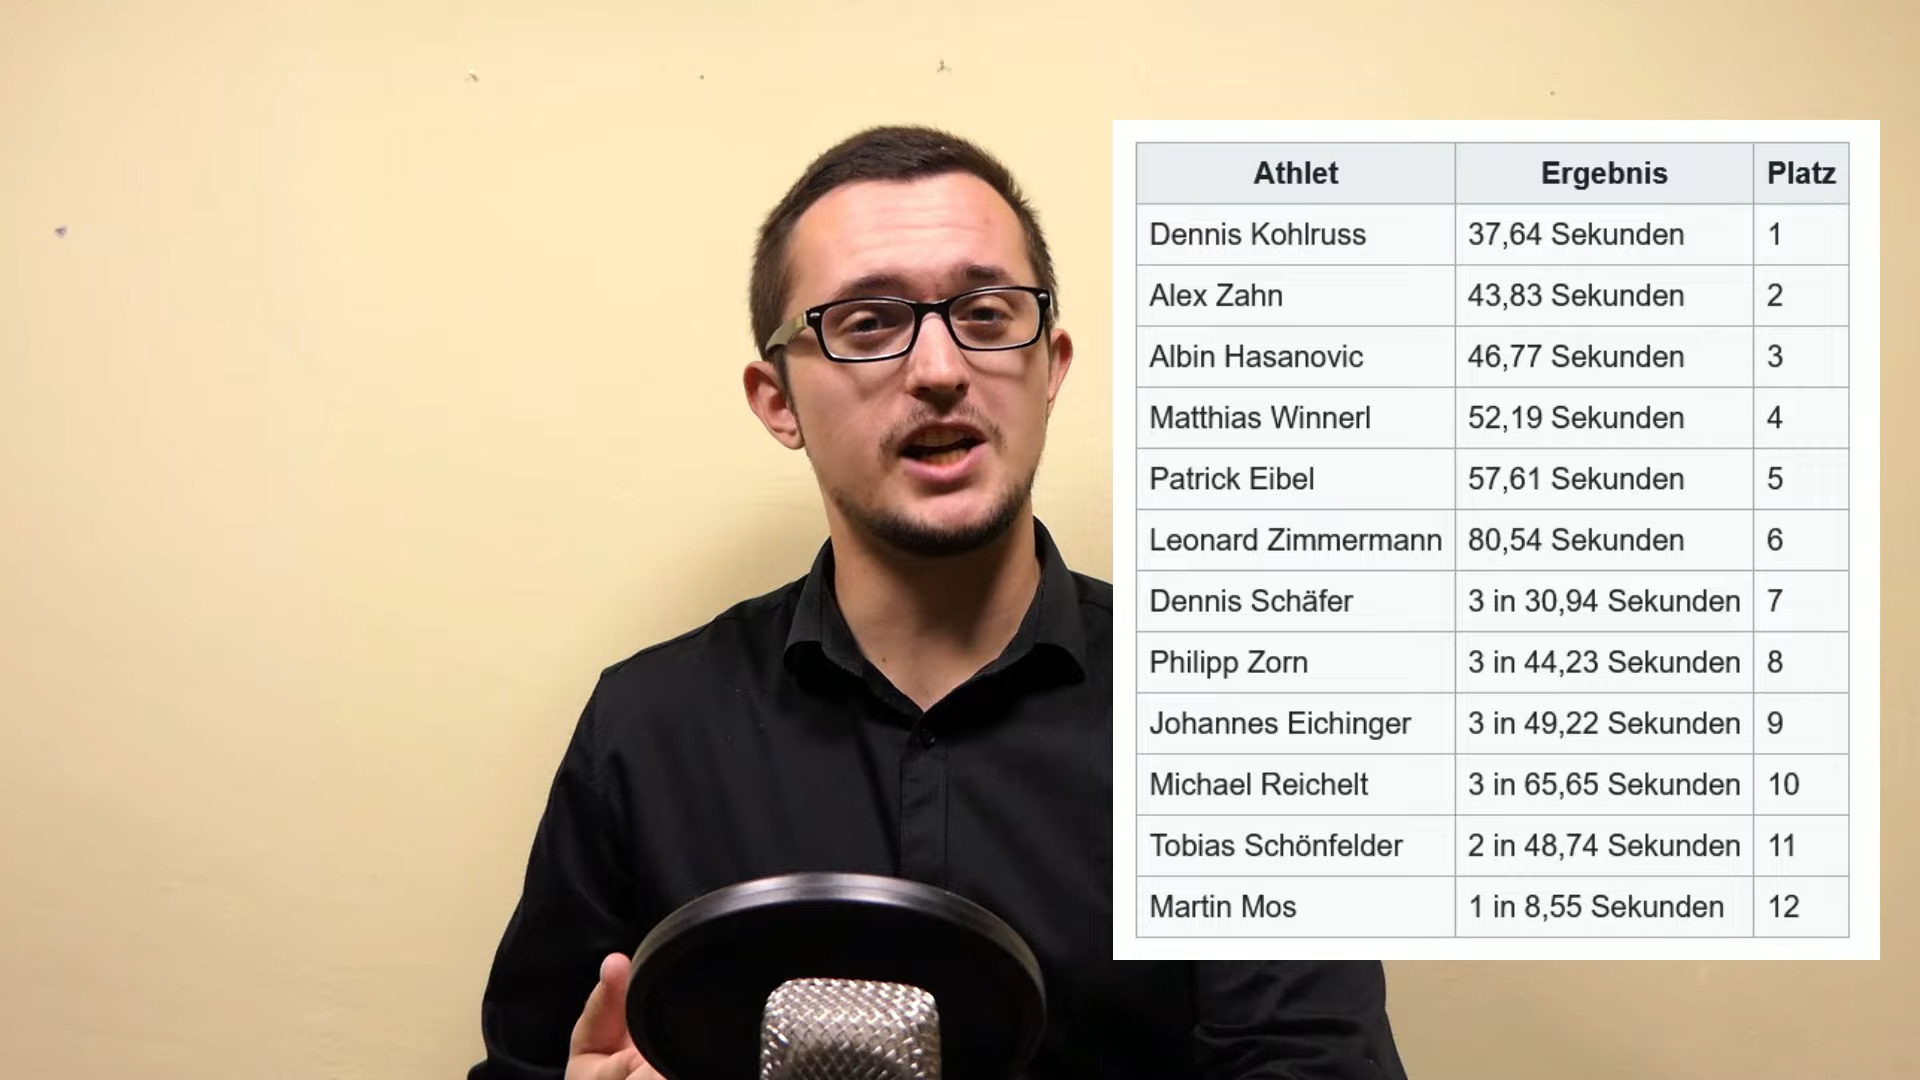 Athlet Ergebnis Platz
Dennis Kohlruss 37,64 Sekunden 1
Alex Zahn 43,83 Sekunden 2
Albin Hasanovic 46,77 Sekunden 3
Matthias Winnerl 52,19 Sekunden 4
Patrick Eibel 57,61 Sekunden 5
Leonard Zimmermann 80,54 Sekunden 6
Dennis Schäfer 3 in 30,94 Sekunden 7
Philipp Zorn 3 in 44,23 Sekunden 8
Johannes Eichinger 3 in 49,22 Sekunden 9
Michael Reichelt 3 in 65,65 Sekunden 10
Tobias Schönfelder 2 in 48,74 Sekunden 11
Martin Mos 1 in 8,55 Sekunden 12